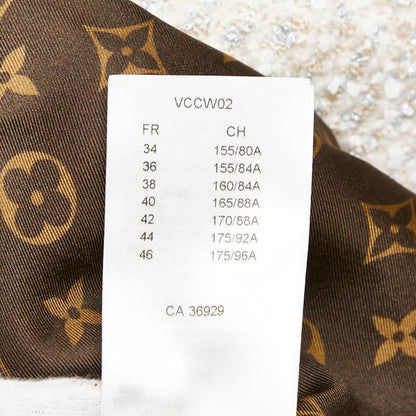 VCCW02
FR CH
34 155/80A
36 155/84A
38 160/84A
40 165/88A
42 170/88A
44 175/92A
46 175/96A
CA 36929